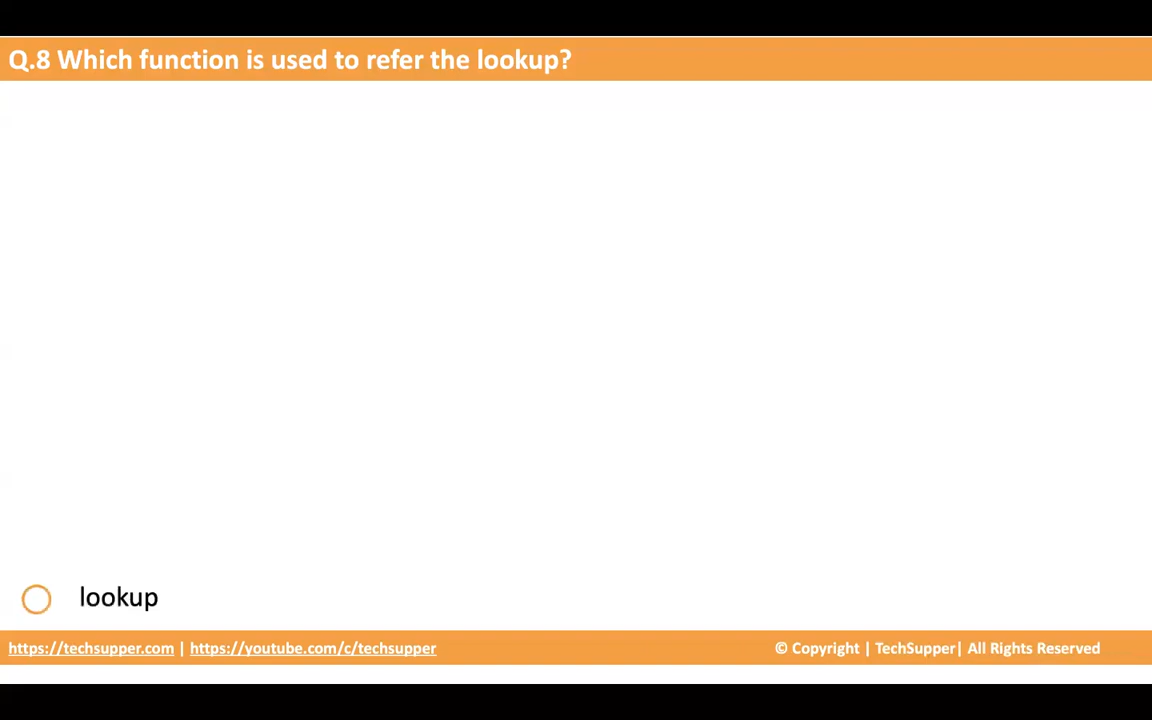 Q.8 Which function is used to refer the lookup?
lookup
https://techsupper.com | https://youtube.com/c/techsupper
© Copyright | TechSupper| All Rights Reserved